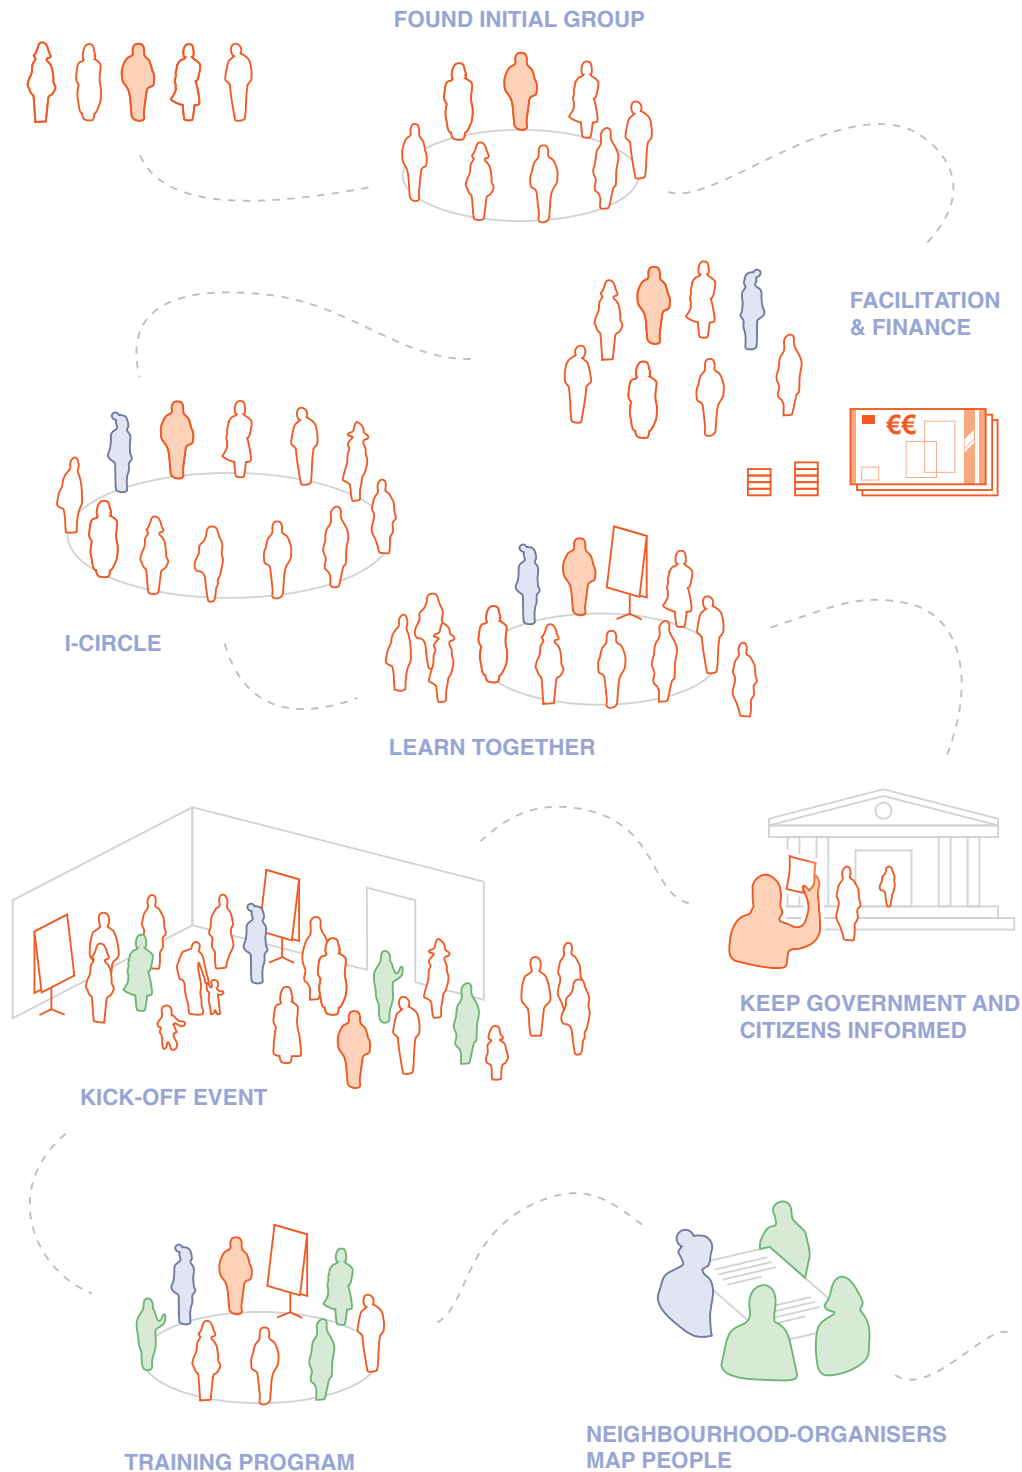 FOUND INITIAL GROUP
FACILITATION
& FINANCE
€€
I-CIRCLE
LEARN TOGETHER
KEEP GOVERNMENT AND
CITIZENS INFORMED
KICK-OFF EVENT
TRAINING PROGRAM
NEIGHBOURHOOD-ORGANISERS
MAP PEOPLE